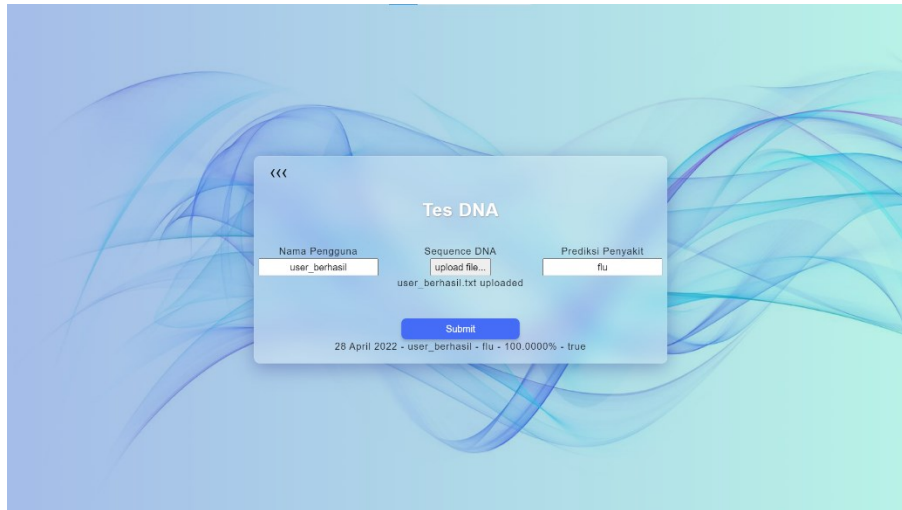 ❮❮❮
Tes DNA
Nama Pengguna
Sequence DNA
Prediksi Penyakit
user_berhasil
upload file...
flu
user_berhasil.txt uploaded
Submit
28 April 2022 - user_berhasil - flu - 100.0000% - true